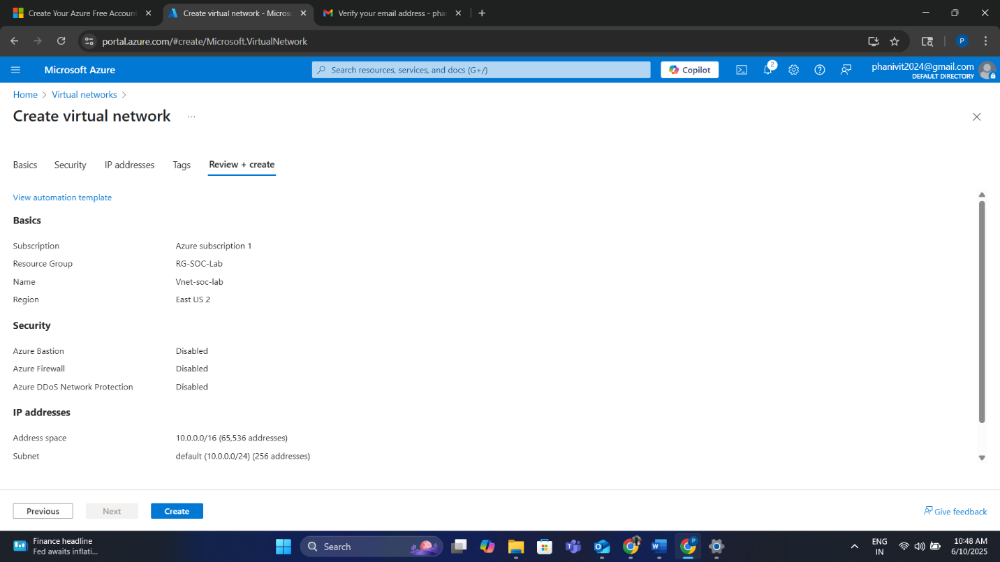 Create Your Azure Free Account
Create virtual network - Micros
Verify your email address - pha
portal.azure.com/#create/Microsoft.VirtualNetwork
P
Microsoft Azure
Search resources, services, and docs (G+/)
Copilot
2
phanivit2024@gmail.com
DEFAULT DIRECTORY
Home > Virtual networks >
Create virtual network ...
Basics Security IP addresses Tags Review + create
View automation template
Basics
Subscription Azure subscription 1
Resource Group RG-SOC-Lab
Name Vnet-soc-lab
Region East US 2
Security
Azure Bastion Disabled
Azure Firewall Disabled
Azure DDoS Network Protection Disabled
IP addresses
Address space 10.0.0.0/16 (65,536 addresses)
Subnet default (10.0.0.0/24) (256 addresses)
Previous Next Create
Give feedback
Finance headline
Fed awaits inflati...
Search
P
ENG
IN
10:48 AM
6/10/2025